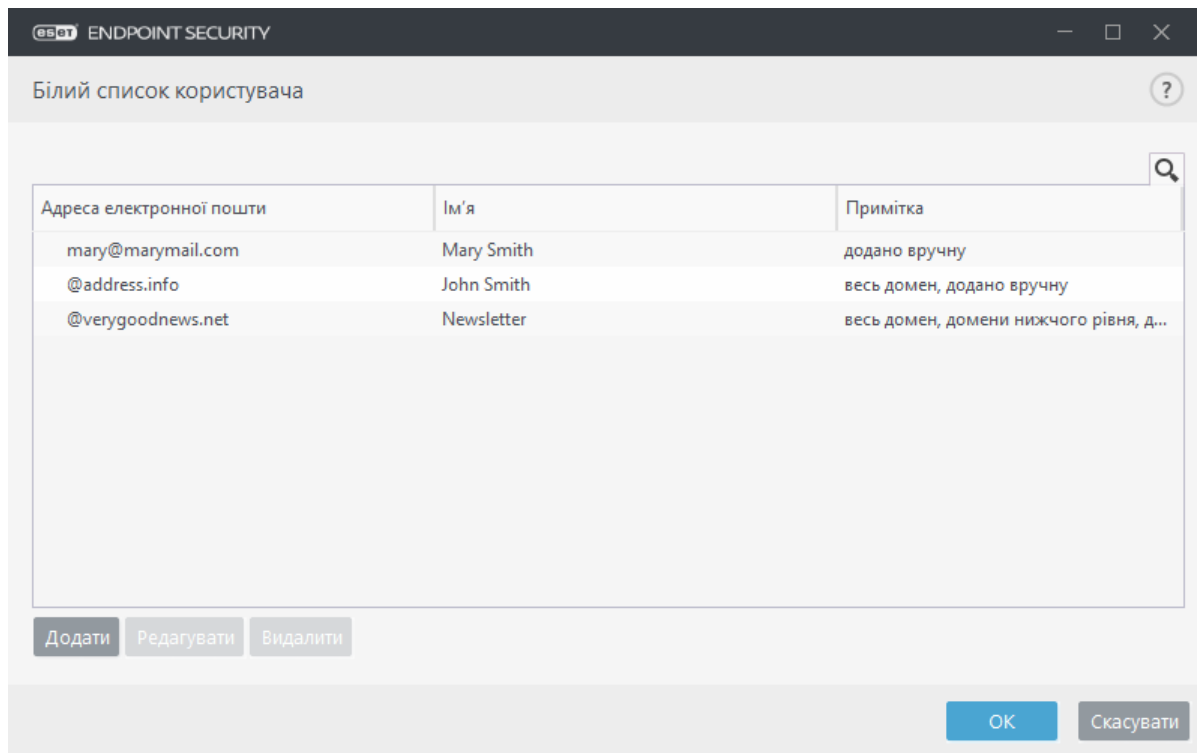 eset ENDPOINT SECURITY
Білий список користувача
?
Адреса електронної пошти Ім'я Примітка
mary@marymail.com Mary Smith додано вручну
@address.info John Smith весь домен, додано вручну
@verygoodnews.net Newsletter весь домен, домени нижчого рівня, д...
Додати Редагувати Видалити
OK Скасувати